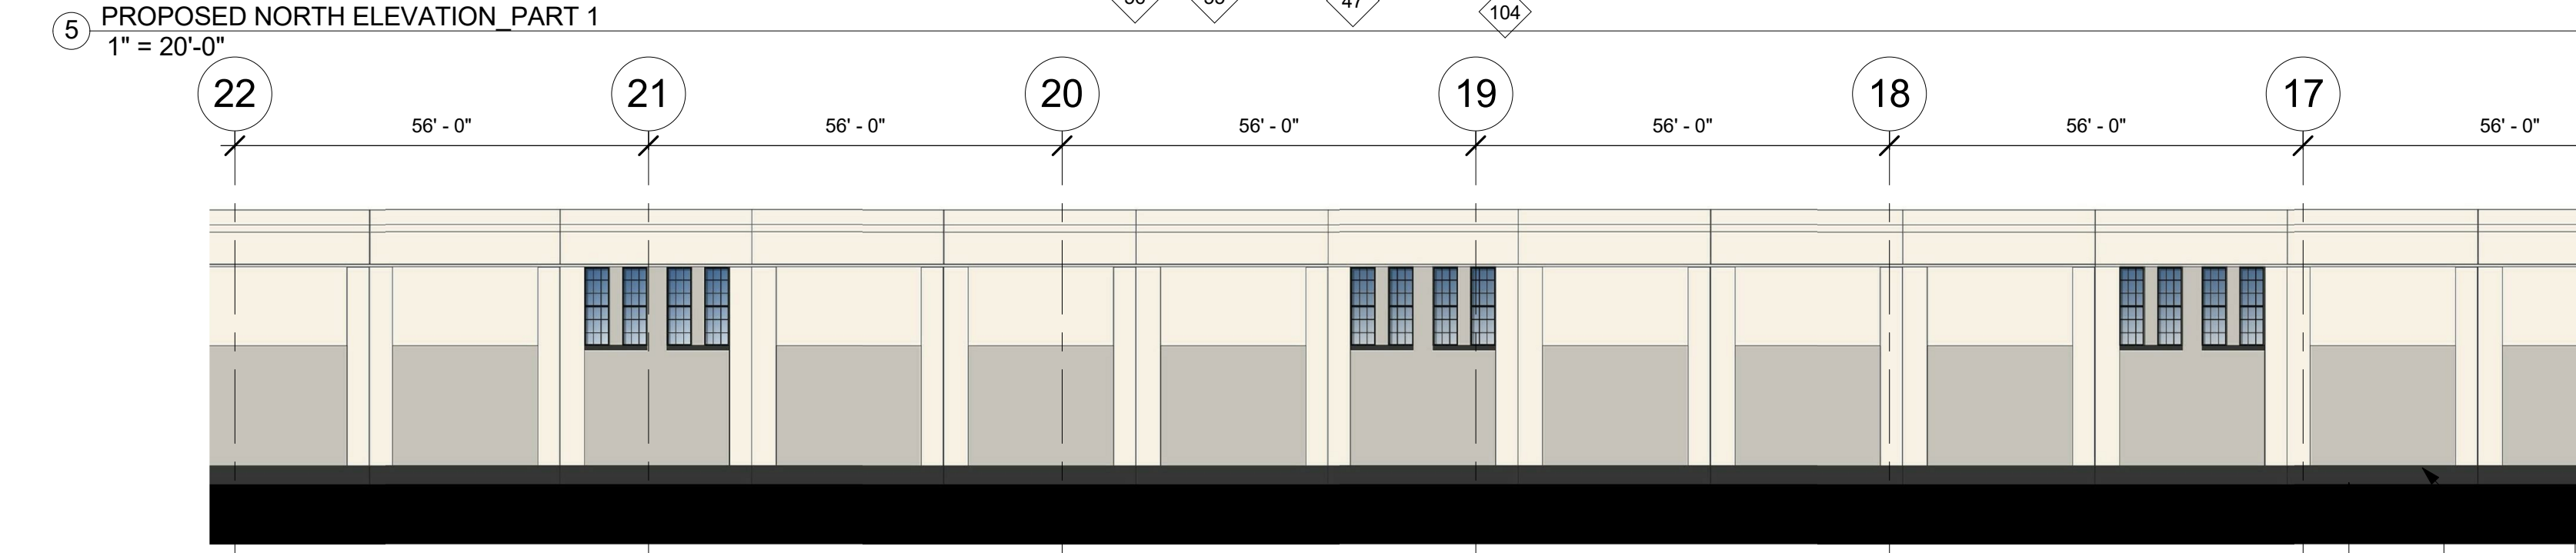 PROPOSED NORTH ELEVATION_PART 1
5
1" = 20'-0"
47
104
22 21 20 19 18 17
56' - 0" 56' - 0" 56' - 0" 56' - 0" 56' - 0" 56' - 0"